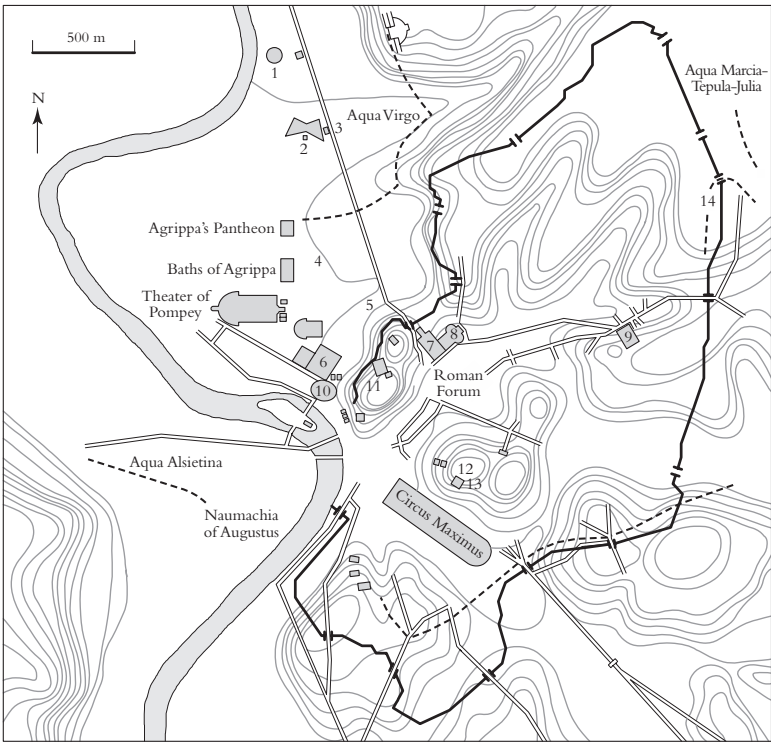 500 m
N
1
2
3
Aqua Virgo
Aqua Marcia-
Tepula-Julia
14
Agrippa's Pantheon
4
Baths of Agrippa
Theater of
Pompey
5
6
7
8
9
10
11
Roman
Forum
12
13
Aqua Alsietina
Naumachia
of Augustus
Circus Maximus